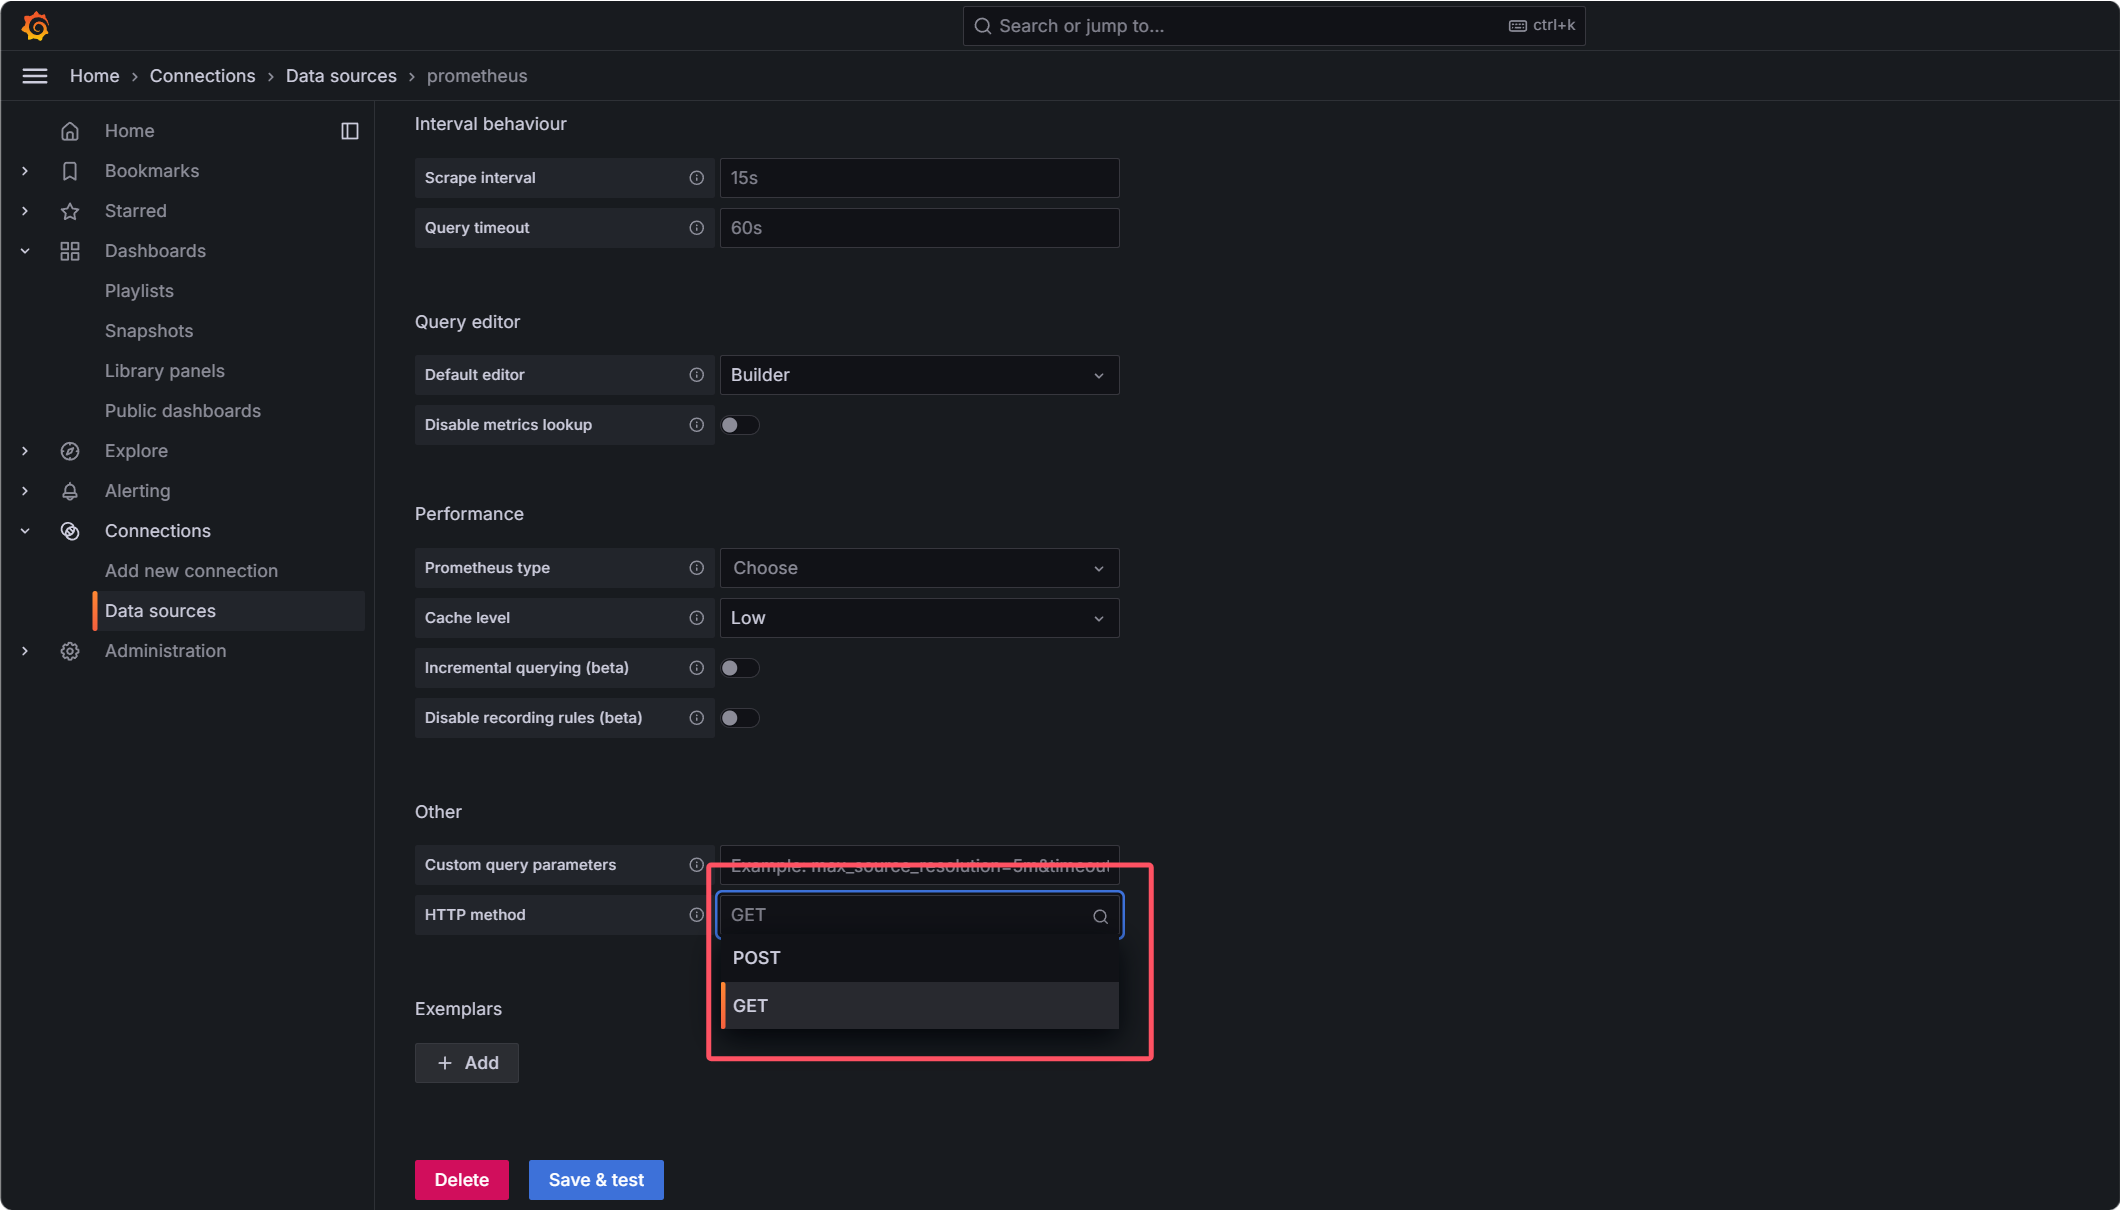 Search or jump to...
ctrl+k
Home › Connections › Data sources › prometheus
Home
Bookmarks
Starred
Dashboards
Playlists
Snapshots
Library panels
Public dashboards
Explore
Alerting
Connections
Add new connection
Data sources
Administration
Interval behaviour
Scrape interval
15s
Query timeout
60s
Query editor
Default editor
Builder
Disable metrics lookup
Performance
Prometheus type
Choose
Cache level
Low
Incremental querying (beta)
Disable recording rules (beta)
Other
Custom query parameters
Example: max_source_resolution=5m&timeout
HTTP method
GET
POST
GET
Exemplars
+ Add
Delete
Save & test